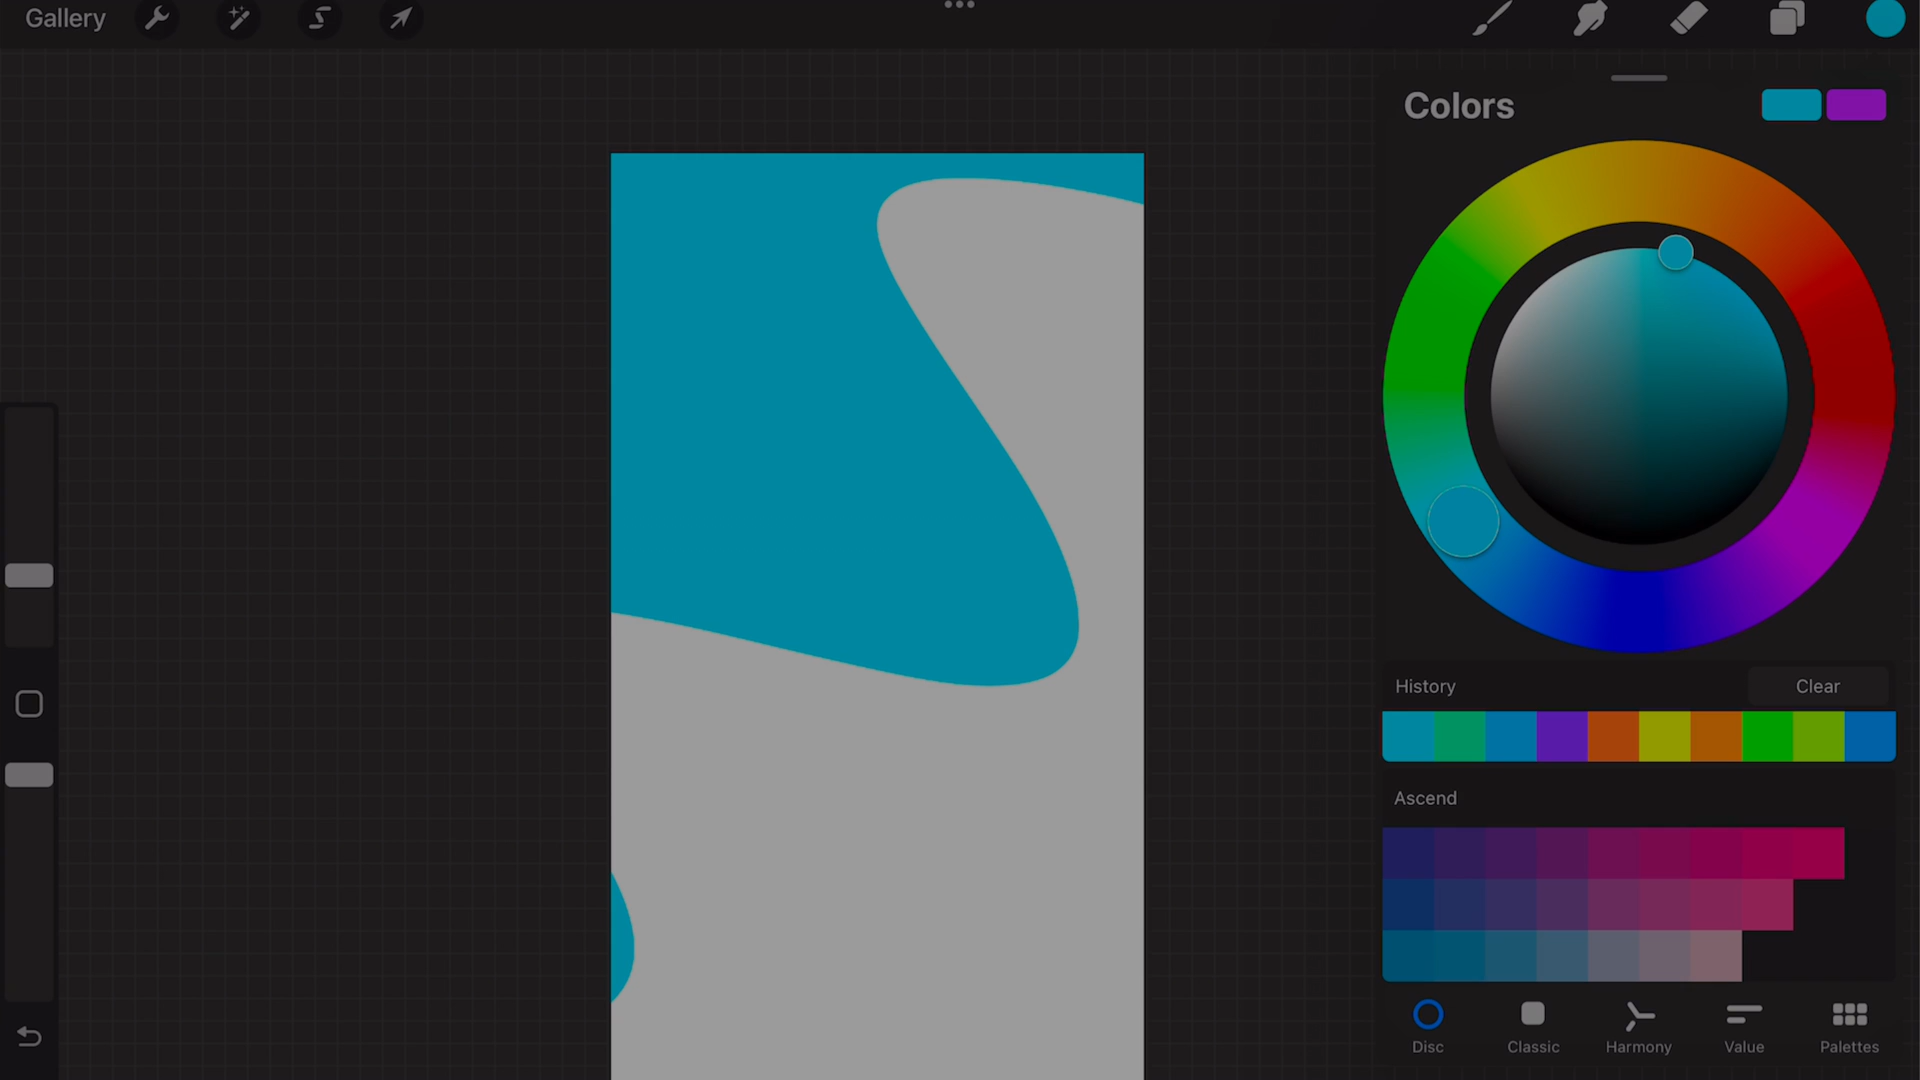 Gallery
Colors
History
Clear
Ascend
Disc
Classic
Harmony
Value
Palettes